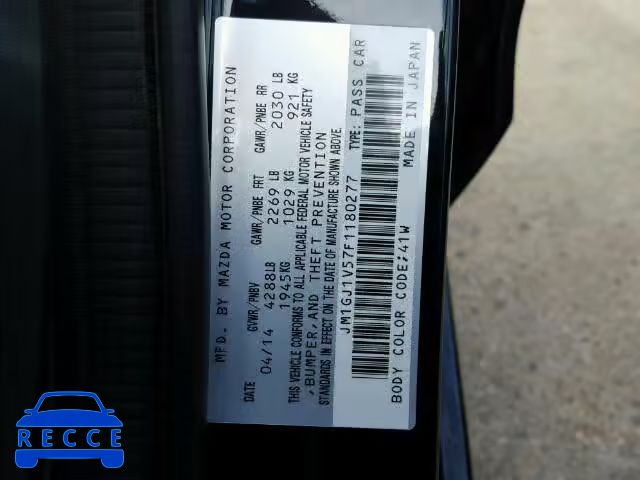 MFD. BY MAZDA MOTOR CORPORATION
DATE GVWR/PNBV GAWR/PNBE FRT GAWR/PNBE RR
04/14 4288LB 2269 LB 2030 LB
1945KG 1029 KG 921 KG
THIS VEHICLE CONFORMS TO ALL APPLICABLE FEDERAL MOTOR VEHICLE SAFETY
,BUMPER,AND THEFT PREVENTION
STANDARDS IN EFFECT ON THE DATE OF MANUFACTURE SHOWN ABOVE.
JM1GJ1V57F1180277 TYPE: PASS CAR
BODY COLOR CODE:41W MADE IN JAPAN
RECCE